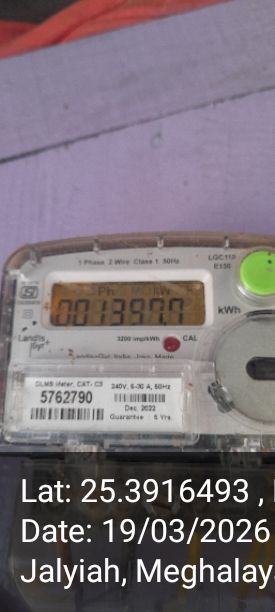 1 Phase 2 Wire Class 1 50Hz
LGC110
E150
001397.7
kWh
Landis
Gyr+
3200 imp/kWh
CAL
DLMS Meter, CAT- C3
5762790
240V, 5-30 A, 50Hz
Dec, 2022
Guarantee : 5 Yrs.
Lat: 25.3916493 ,
Date: 19/03/2026
Jalyiah, Meghalay